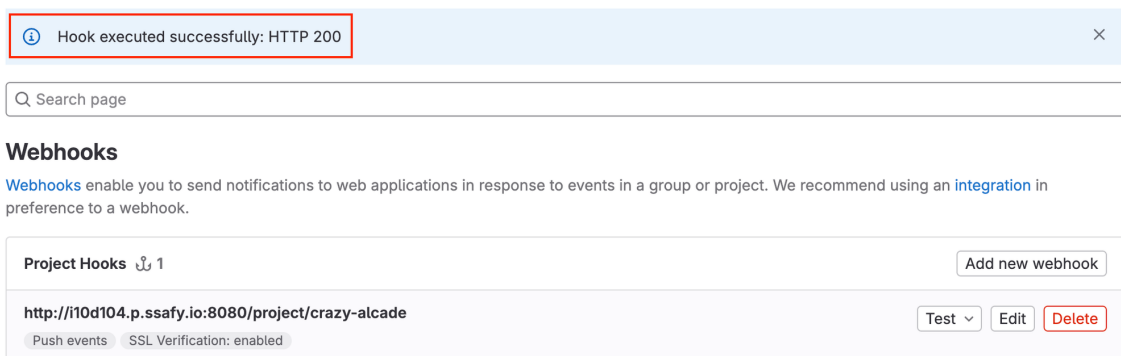 Hook executed successfully: HTTP 200
Search page
Webhooks
Webhooks enable you to send notifications to web applications in response to events in a group or project. We recommend using an integration in
preference to a webhook.
Project Hooks 1
Add new webhook
http://i10d104.p.ssafy.io:8080/project/crazy-alcade
Test Edit Delete
Push events SSL Verification: enabled